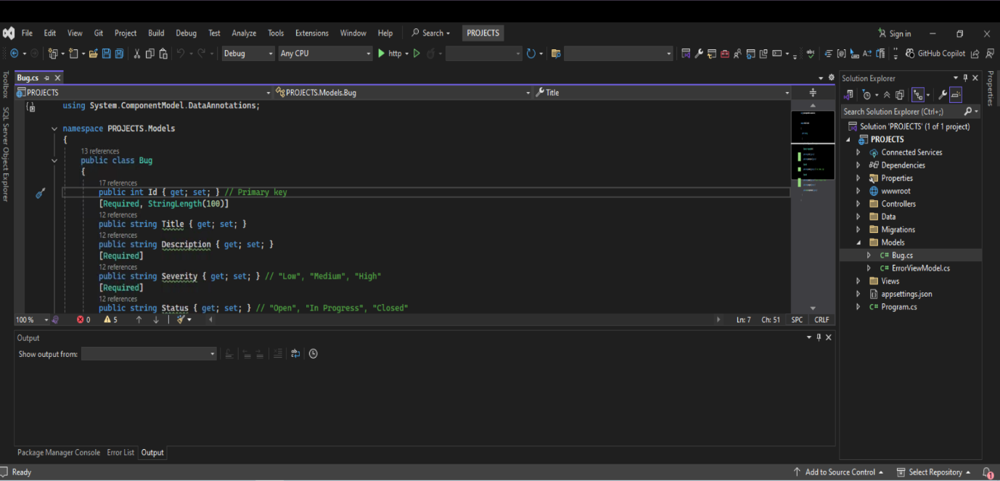 File Edit View Git Project Build Debug Test Analyze Tools Extensions Window Help Search PROJECTS Sign in
Debug Any CPU http GitHub Copilot
Toolbox
SQL Server Object Explorer
Bug.cs
PROJECTS PROJECTS.Models.Bug Title
using System.ComponentModel.DataAnnotations;
namespace PROJECTS.Models
{
13 references
public class Bug
{
17 references
public int Id { get; set; } // Primary key
[Required, StringLength(100)]
12 references
public string Title { get; set; }
12 references
public string Description { get; set; }
[Required]
12 references
public string Severity { get; set; } // "Low", "Medium", "High"
[Required]
12 references
public string Status { get; set; } // "Open", "In Progress", "Closed"
100 % 0 5 Ln: 7 Ch: 51 SPC CRLF
Output
Show output from:
Package Manager Console Error List Output
Solution Explorer
Search Solution Explorer (Ctrl+;)
Solution 'PROJECTS' (1 of 1 project)
PROJECTS
Connected Services
Dependencies
Properties
wwwroot
Controllers
Data
Migrations
Models
C# Bug.cs
C# ErrorViewModel.cs
Views
appsettings.json
C# Program.cs
Properties
Ready Add to Source Control Select Repository 1